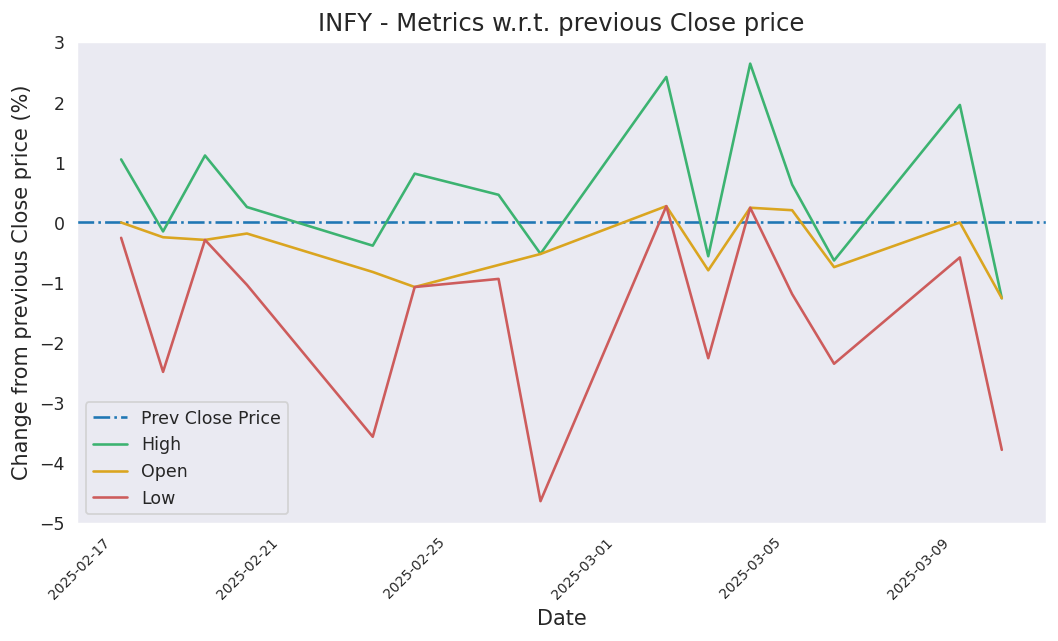 INFY - Metrics w.r.t. previous Close price
Change from previous Close price (%)
3
2
1
0
−1
−2
−3
−4
−5
Prev Close Price
High
Open
Low
2025-02-17
2025-02-21
2025-02-25
2025-03-01
2025-03-05
2025-03-09
Date